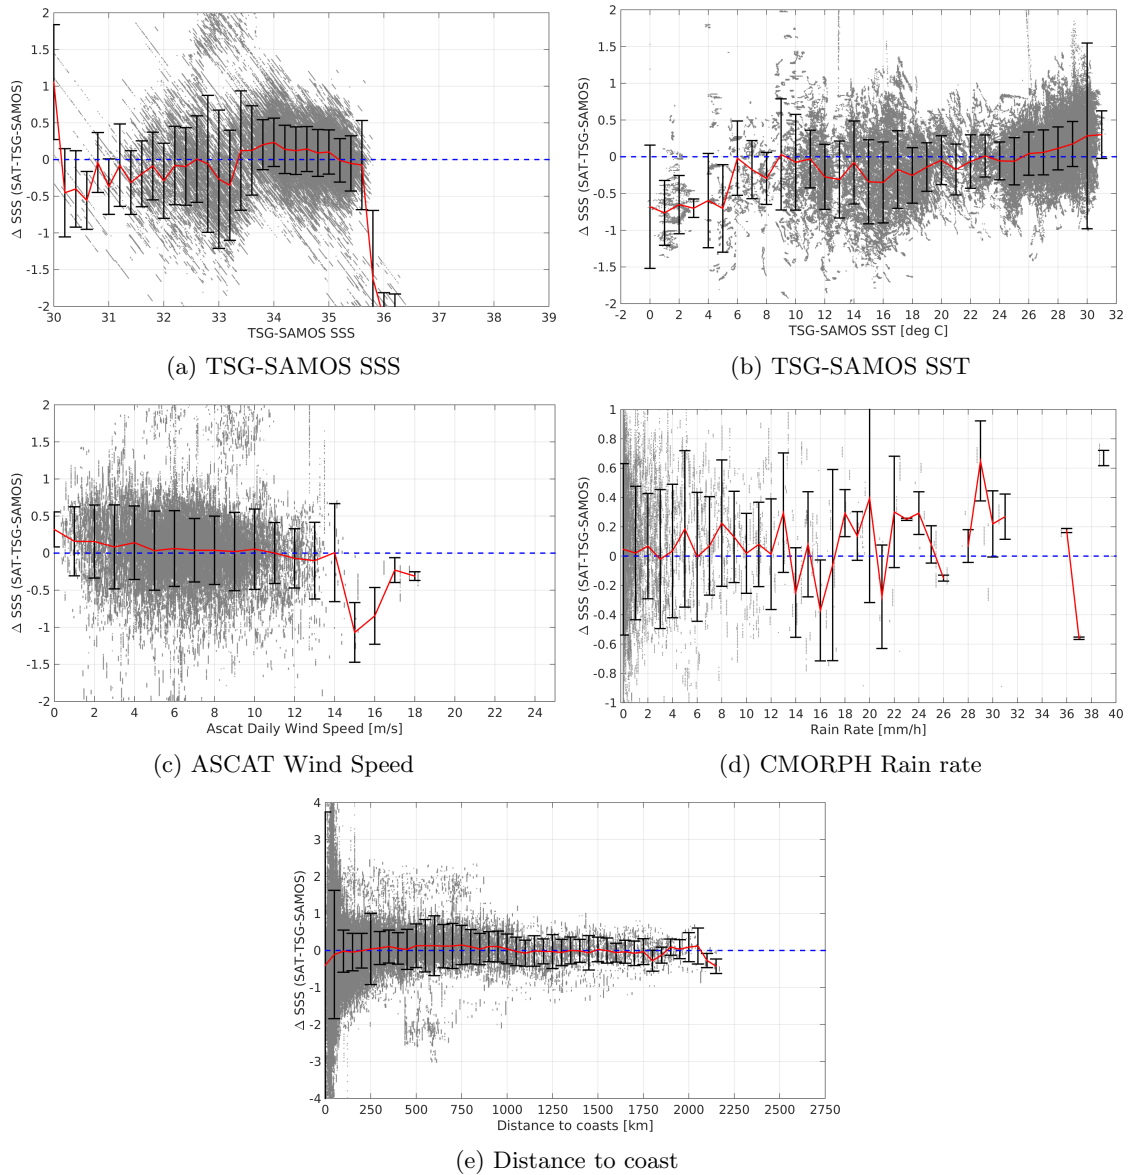 2
1.5
1
0.5
0
-0.5
-1
-1.5
-2
Δ SSS (SAT-TSG-SAMOS)
30 31 32 33 34 35 36 37 38 39
TSG-SAMOS SSS
(a) TSG-SAMOS SSS
2
1.5
1
0.5
0
-0.5
-1
-1.5
-2
Δ SSS (SAT-TSG-SAMOS)
-2 0 2 4 6 8 10 12 14 16 18 20 22 24 26 28 30 32
TSG-SAMOS SST [deg C]
(b) TSG-SAMOS SST
2
1.5
1
0.5
0
-0.5
-1
-1.5
-2
Δ SSS (SAT-TSG-SAMOS)
0 2 4 6 8 10 12 14 16 18 20 22 24
Ascat Daily Wind Speed [m/s]
(c) ASCAT Wind Speed
1
0.8
0.6
0.4
0.2
0
-0.2
-0.4
-0.6
-0.8
-1
Δ SSS (SAT-TSG-SAMOS)
0 2 4 6 8 10 12 14 16 18 20 22 24 26 28 30 32 34 36 38 40
Rain Rate [mm/h]
(d) CMORPH Rain rate
4
3
2
1
0
-1
-2
-3
-4
Δ SSS (SAT-TSG-SAMOS)
0 250 500 750 1000 1250 1500 1750 2000 2250 2500 2750
Distance to coasts [km]
(e) Distance to coast